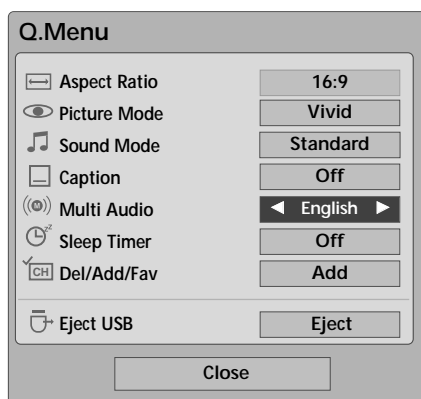 Q.Menu
Aspect Ratio 16:9
Picture Mode Vivid
Sound Mode Standard
Caption Off
Multi Audio ◀ English ▶
Sleep Timer Off
Del/Add/Fav Add
Eject USB Eject
Close